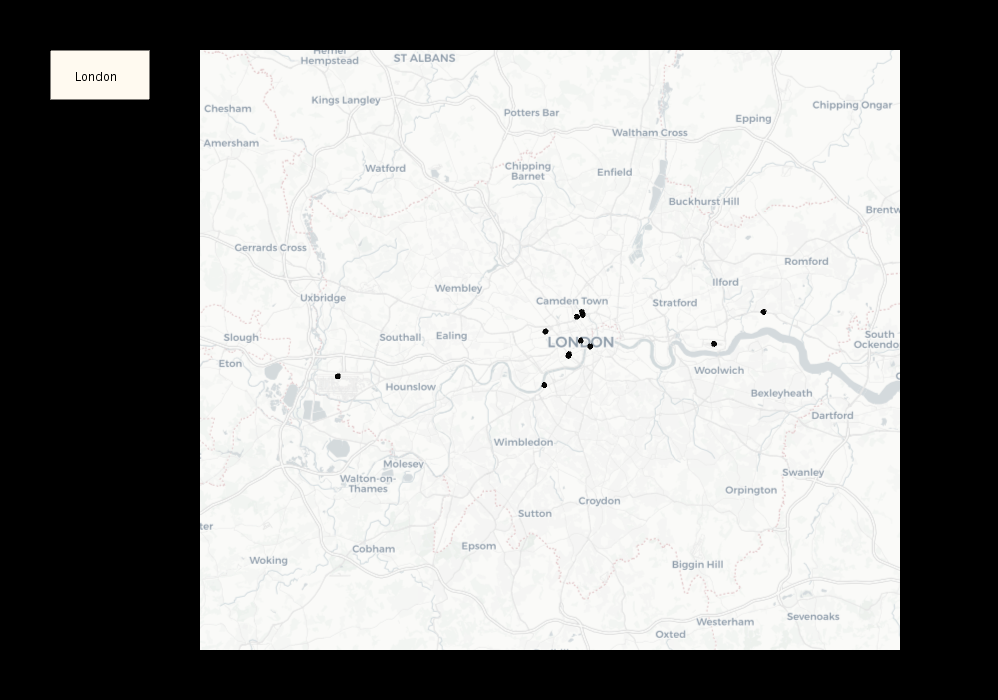 London
Hemel
Hempstead
ST ALBANS
Chesham
Kings Langley
Potters Bar
Chipping Ongar
Epping
Waltham Cross
Amersham
Watford
Chipping
Barnet
Enfield
Buckhurst Hill
Gerrards Cross
Romford
Ilford
Wembley
Uxbridge
Camden Town
Stratford
Slough
Southall
Ealing
LONDON
South
Eton
Woolwich
Hounslow
Bexleyheath
Dartford
Wimbledon
Molesey
Walton-on-
Thames
Swanley
Orpington
Croydon
Sutton
Epsom
Cobham
Woking
Biggin Hill
Sevenoaks
Westerham
Oxted